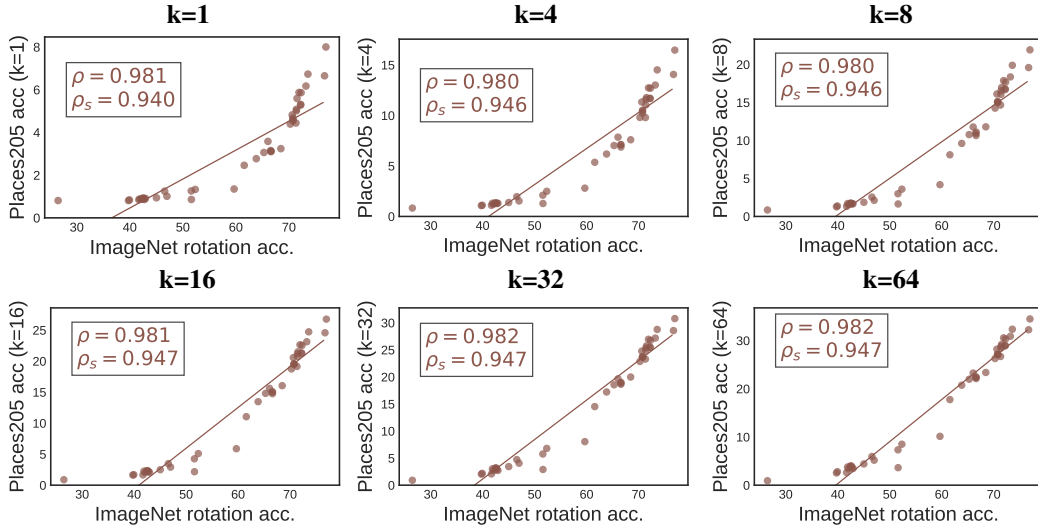 k=1
k=4
k=8
Places205 acc (k=1)
8
6
4
2
0
ρ = 0.981
ρs = 0.940
30
40
50
60
70
ImageNet rotation acc.
Places205 acc (k=4)
15
10
5
0
ρ = 0.980
ρs = 0.946
30
40
50
60
70
ImageNet rotation acc.
Places205 acc (k=8)
20
15
10
5
0
ρ = 0.980
ρs = 0.946
30
40
50
60
70
ImageNet rotation acc.
k=16
k=32
k=64
Places205 acc (k=16)
25
20
15
10
5
0
ρ = 0.981
ρs = 0.947
30
40
50
60
70
ImageNet rotation acc.
Places205 acc (k=32)
30
25
20
15
10
5
0
ρ = 0.982
ρs = 0.947
30
40
50
60
70
ImageNet rotation acc.
Places205 acc (k=64)
30
20
10
0
ρ = 0.982
ρs = 0.947
30
40
50
60
70
ImageNet rotation acc.